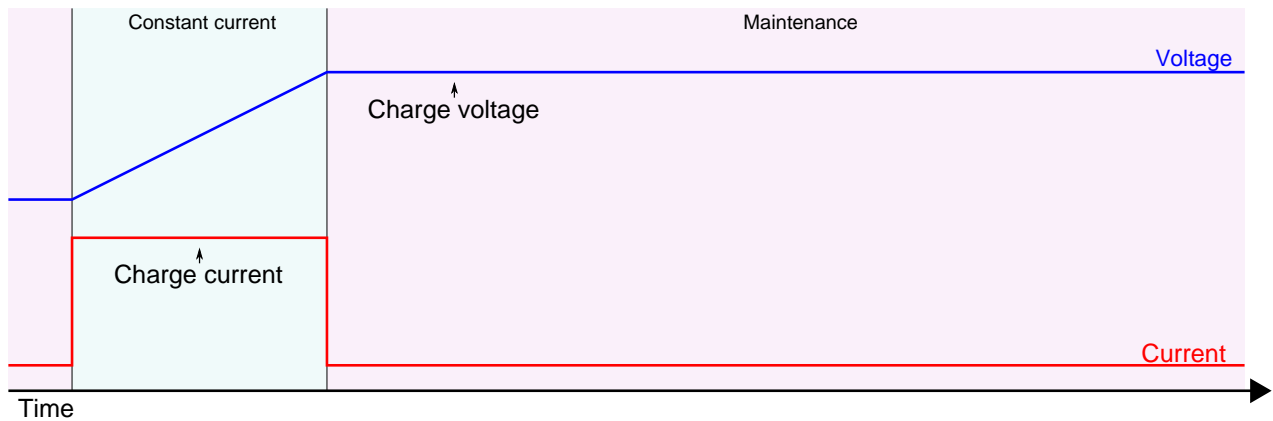 Constant current
Maintenance
Voltage
Charge voltage
Charge current
Current
Time